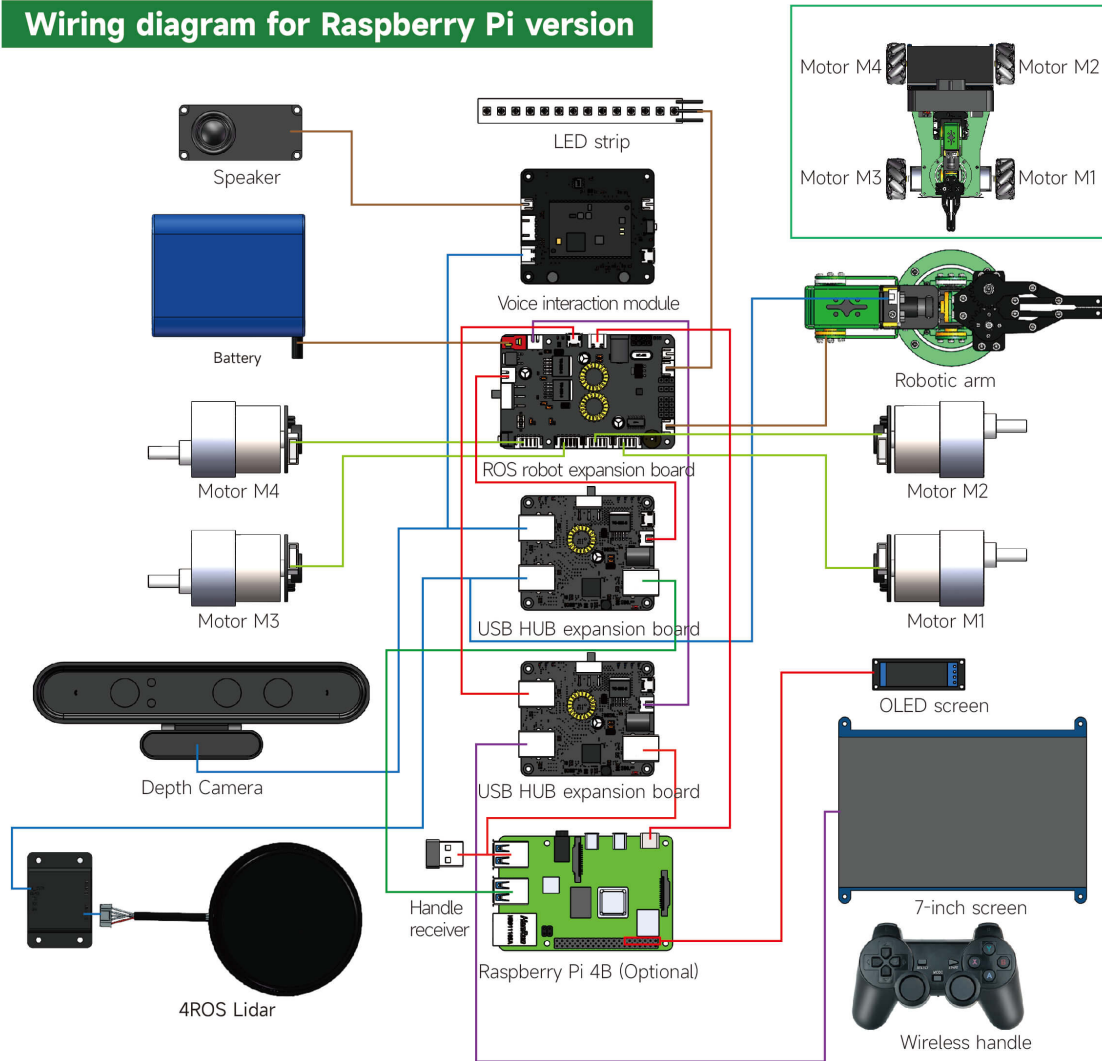 Wiring diagram for Raspberry Pi version
Motor M4
Motor M2
Motor M3
Motor M1
LED strip
Speaker
Voice interaction module
Battery
Robotic arm
ROS robot expansion board
Motor M4
Motor M2
Motor M3
Motor M1
USB HUB expansion board
OLED screen
Depth Camera
USB HUB expansion board
Handle
receiver
7-inch screen
Raspberry Pi 4B (Optional)
4ROS Lidar
Wireless handle